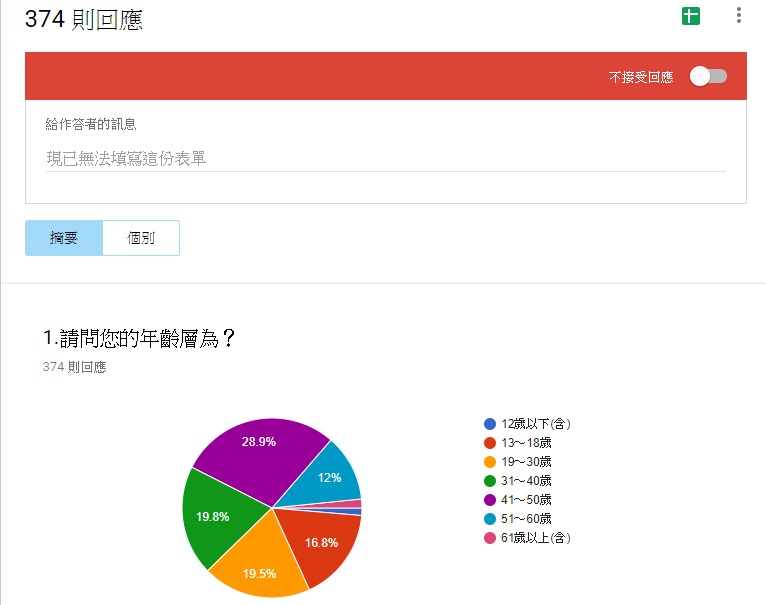 374 則回應
不接受回應
給作答者的訊息
現已無法填寫這份表單
摘要
個別
1.請問您的年齡層為？
374 則回應
28.9%
12%
19.8%
16.8%
19.5%
12歲以下(含)
13～18歲
19～30歲
31～40歲
41～50歲
51～60歲
61歲以上(含)